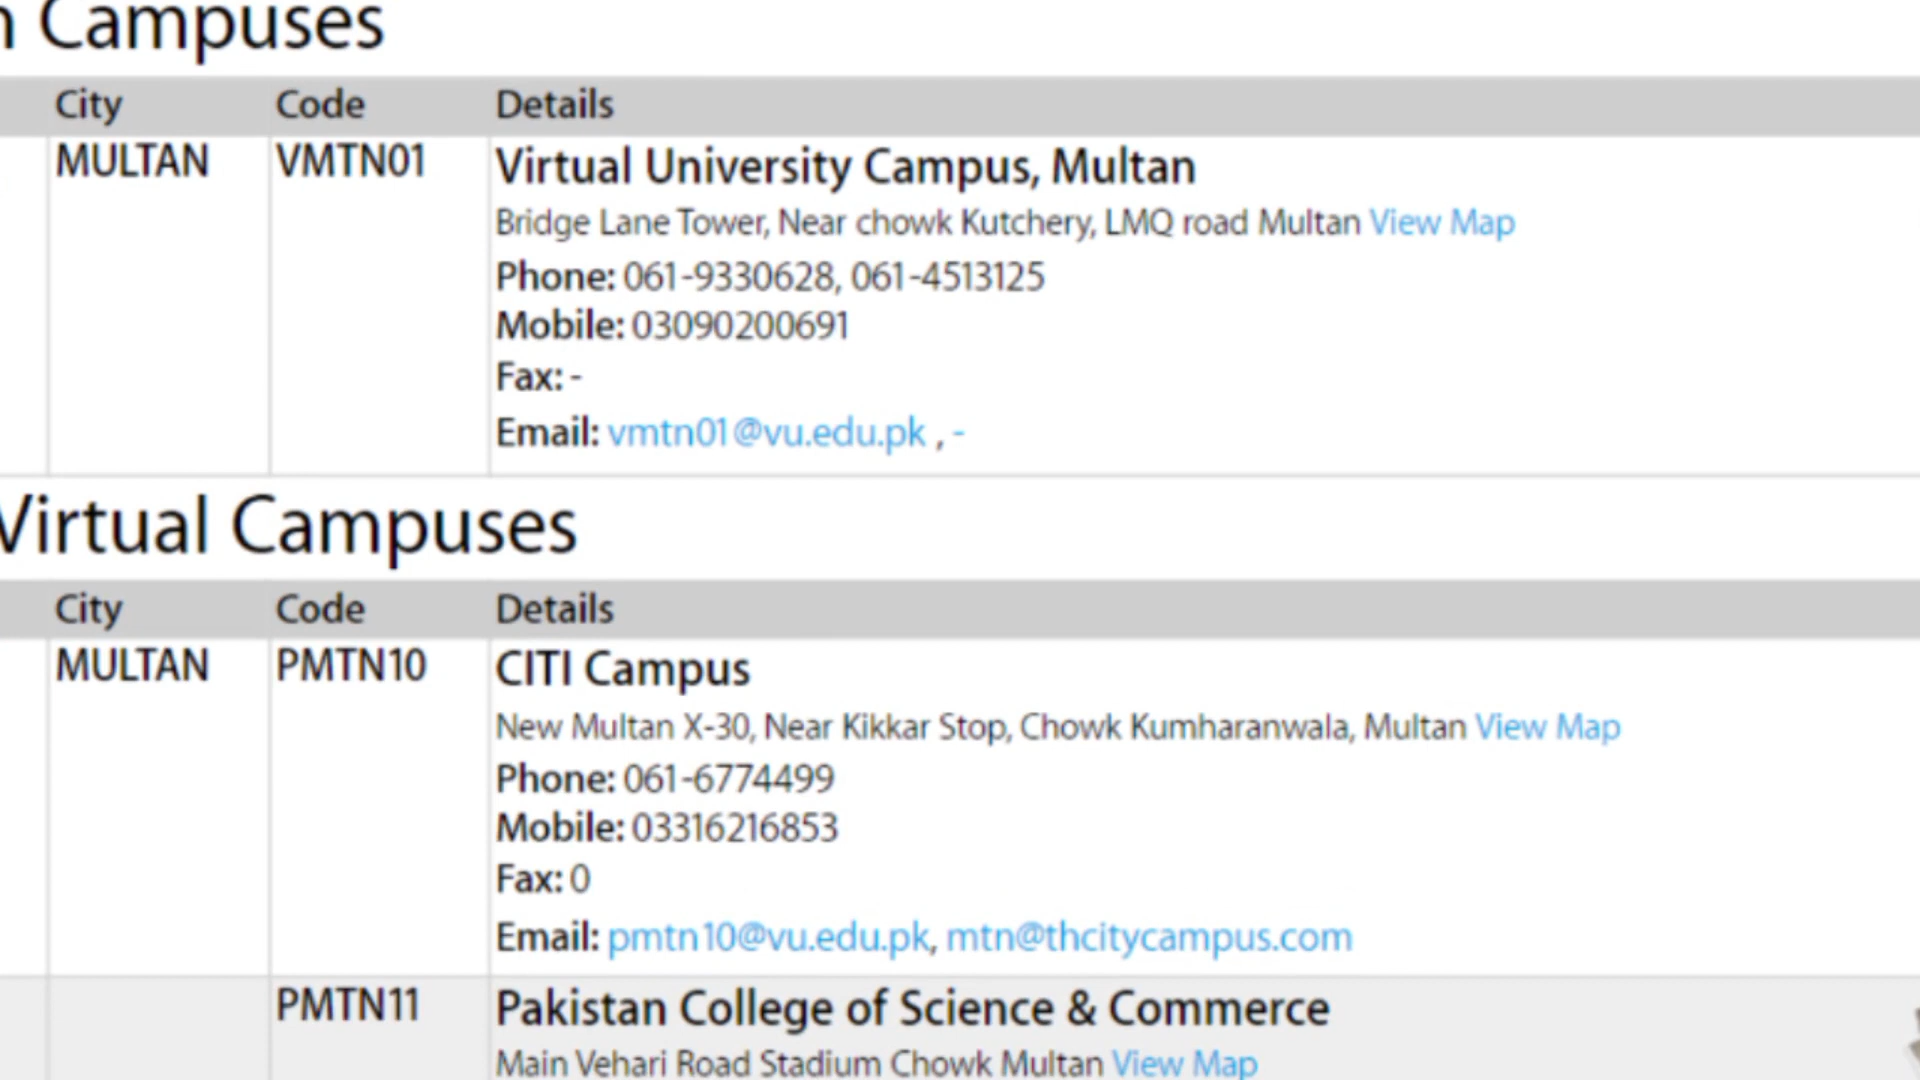 n Campuses
City Code Details
MULTAN VMTN01 Virtual University Campus, Multan
Bridge Lane Tower, Near chowk Kutchery, LMQ road Multan View Map
Phone: 061-9330628, 061-4513125
Mobile: 03090200691
Fax: -
Email: vmtn01@vu.edu.pk , -
Virtual Campuses
City Code Details
MULTAN PMTN10 CITI Campus
New Multan X-30, Near Kikkar Stop, Chowk Kumharanwala, Multan View Map
Phone: 061-6774499
Mobile: 03316216853
Fax: 0
Email: pmtn10@vu.edu.pk, mtn@thcitycampus.com
PMTN11 Pakistan College of Science & Commerce
Main Vehari Road Stadium Chowk Multan View Map